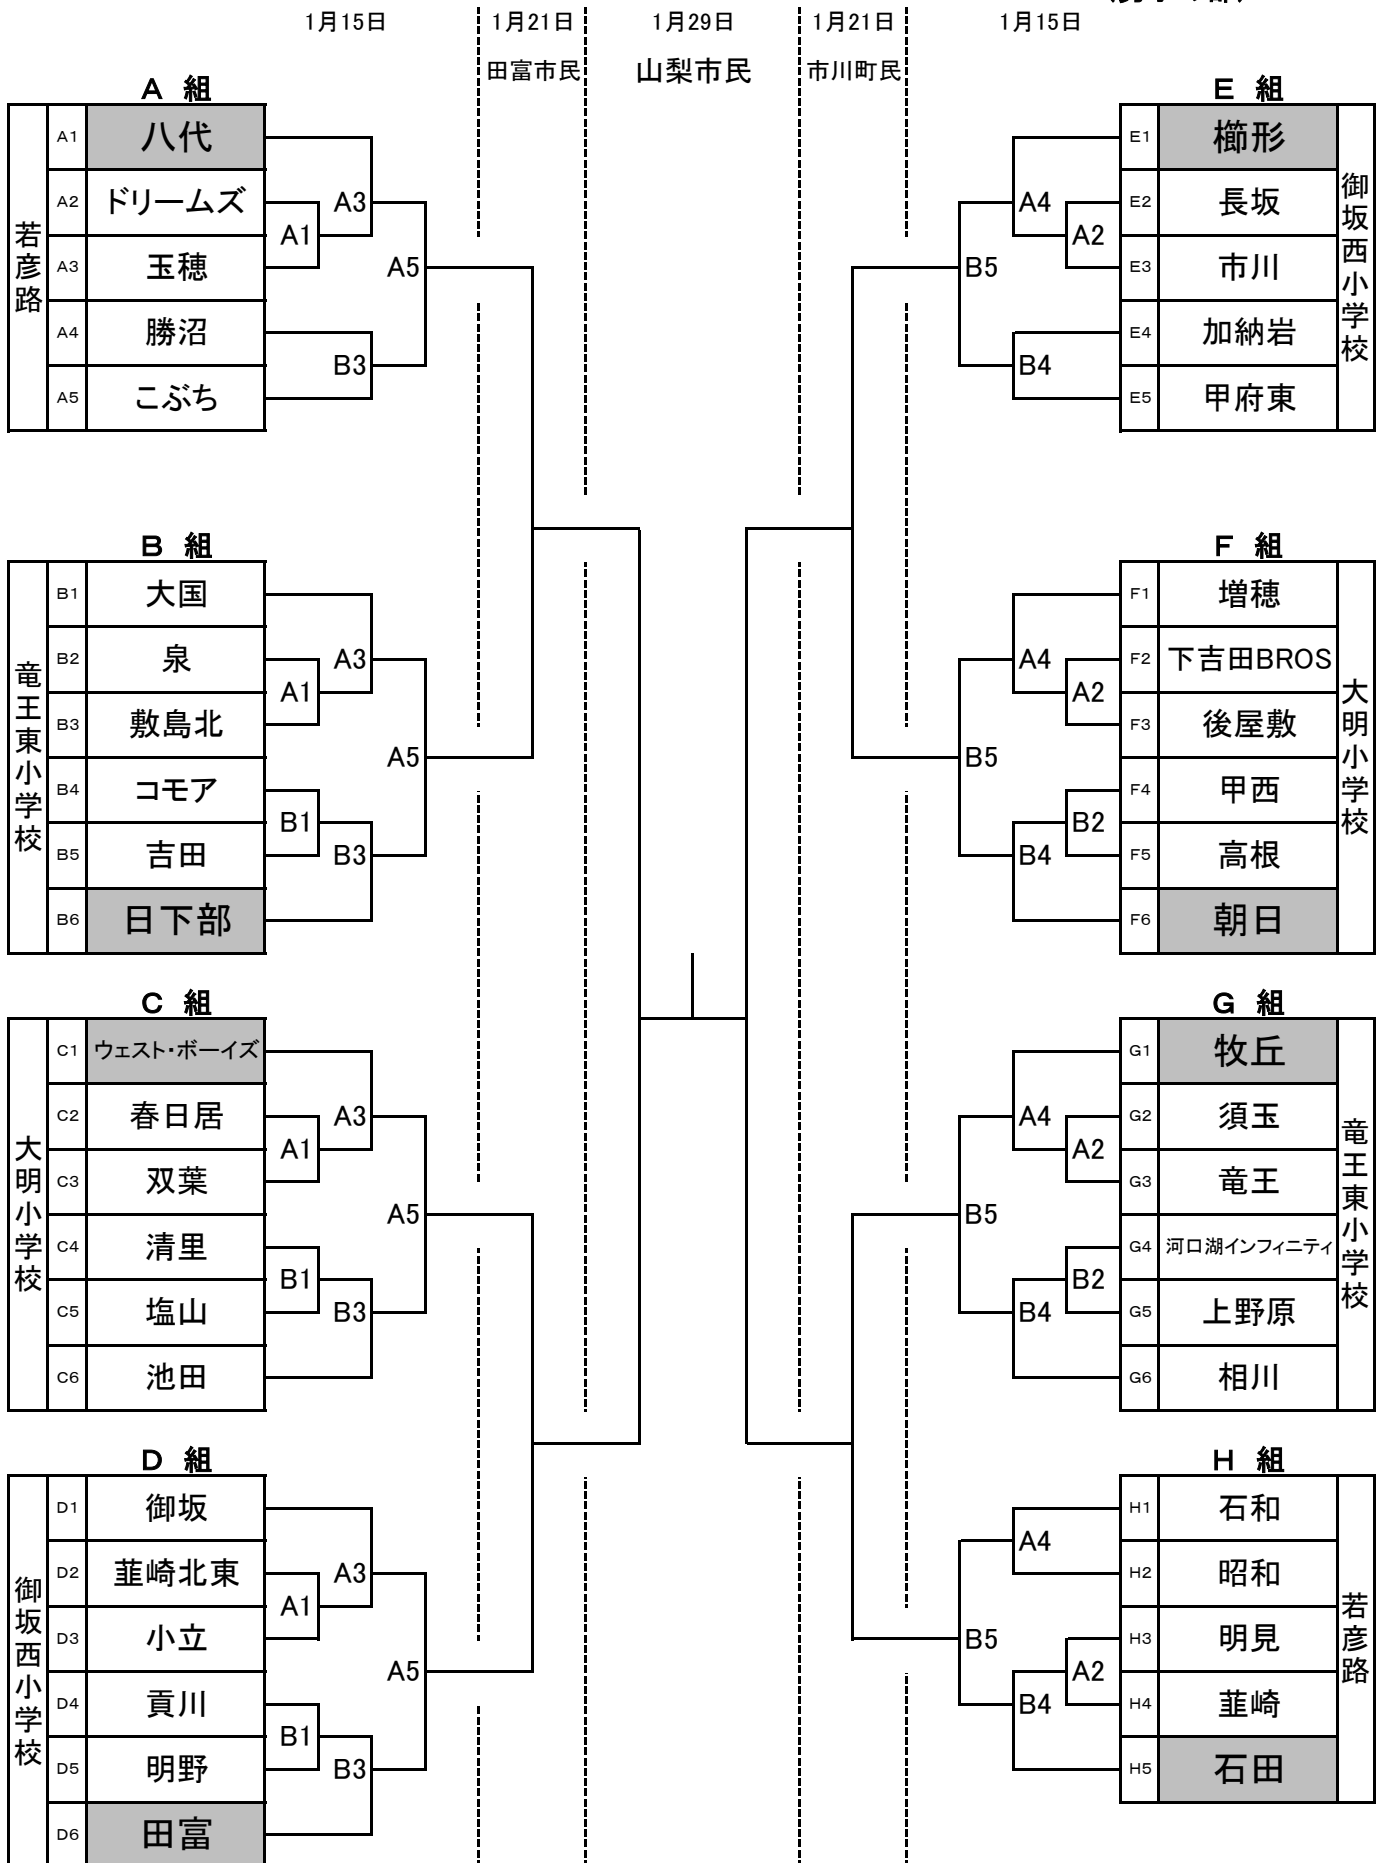 1月15日 1月21日 1月29日 1月21日 1月15日
田富市民 山梨市民 市川町民
A 組
若彦路
A1 八代
A2 ドリームズ
A3 玉穂
A4 勝沼
A5 こぶち
A1
A3
B3
A5
B 組
竜王東小学校
B1 大国
B2 泉
B3 敷島北
B4 コモア
B5 吉田
B6 日下部
A1
B1
A3
B3
A5
C 組
大明小学校
C1 ウェスト・ボーイズ
C2 春日居
C3 双葉
C4 清里
C5 塩山
C6 池田
A1
B1
A3
B3
A5
D 組
御坂西小学校
D1 御坂
D2 韮崎北東
D3 小立
D4 貢川
D5 明野
D6 田富
A1
B1
A3
B3
A5
E 組
御坂西小学校
E1 櫛形
E2 長坂
E3 市川
E4 加納岩
E5 甲府東
A2
A4
B4
B5
F 組
大明小学校
F1 増穂
F2 下吉田BROS
F3 後屋敷
F4 甲西
F5 高根
F6 朝日
A2
B2
A4
B4
B5
G 組
竜王東小学校
G1 牧丘
G2 須玉
G3 竜王
G4 河口湖インフィニティ
G5 上野原
G6 相川
A2
B2
A4
B4
B5
H 組
若彦路
H1 石和
H2 昭和
H3 明見
H4 韮崎
H5 石田
A4
A2
B4
B5